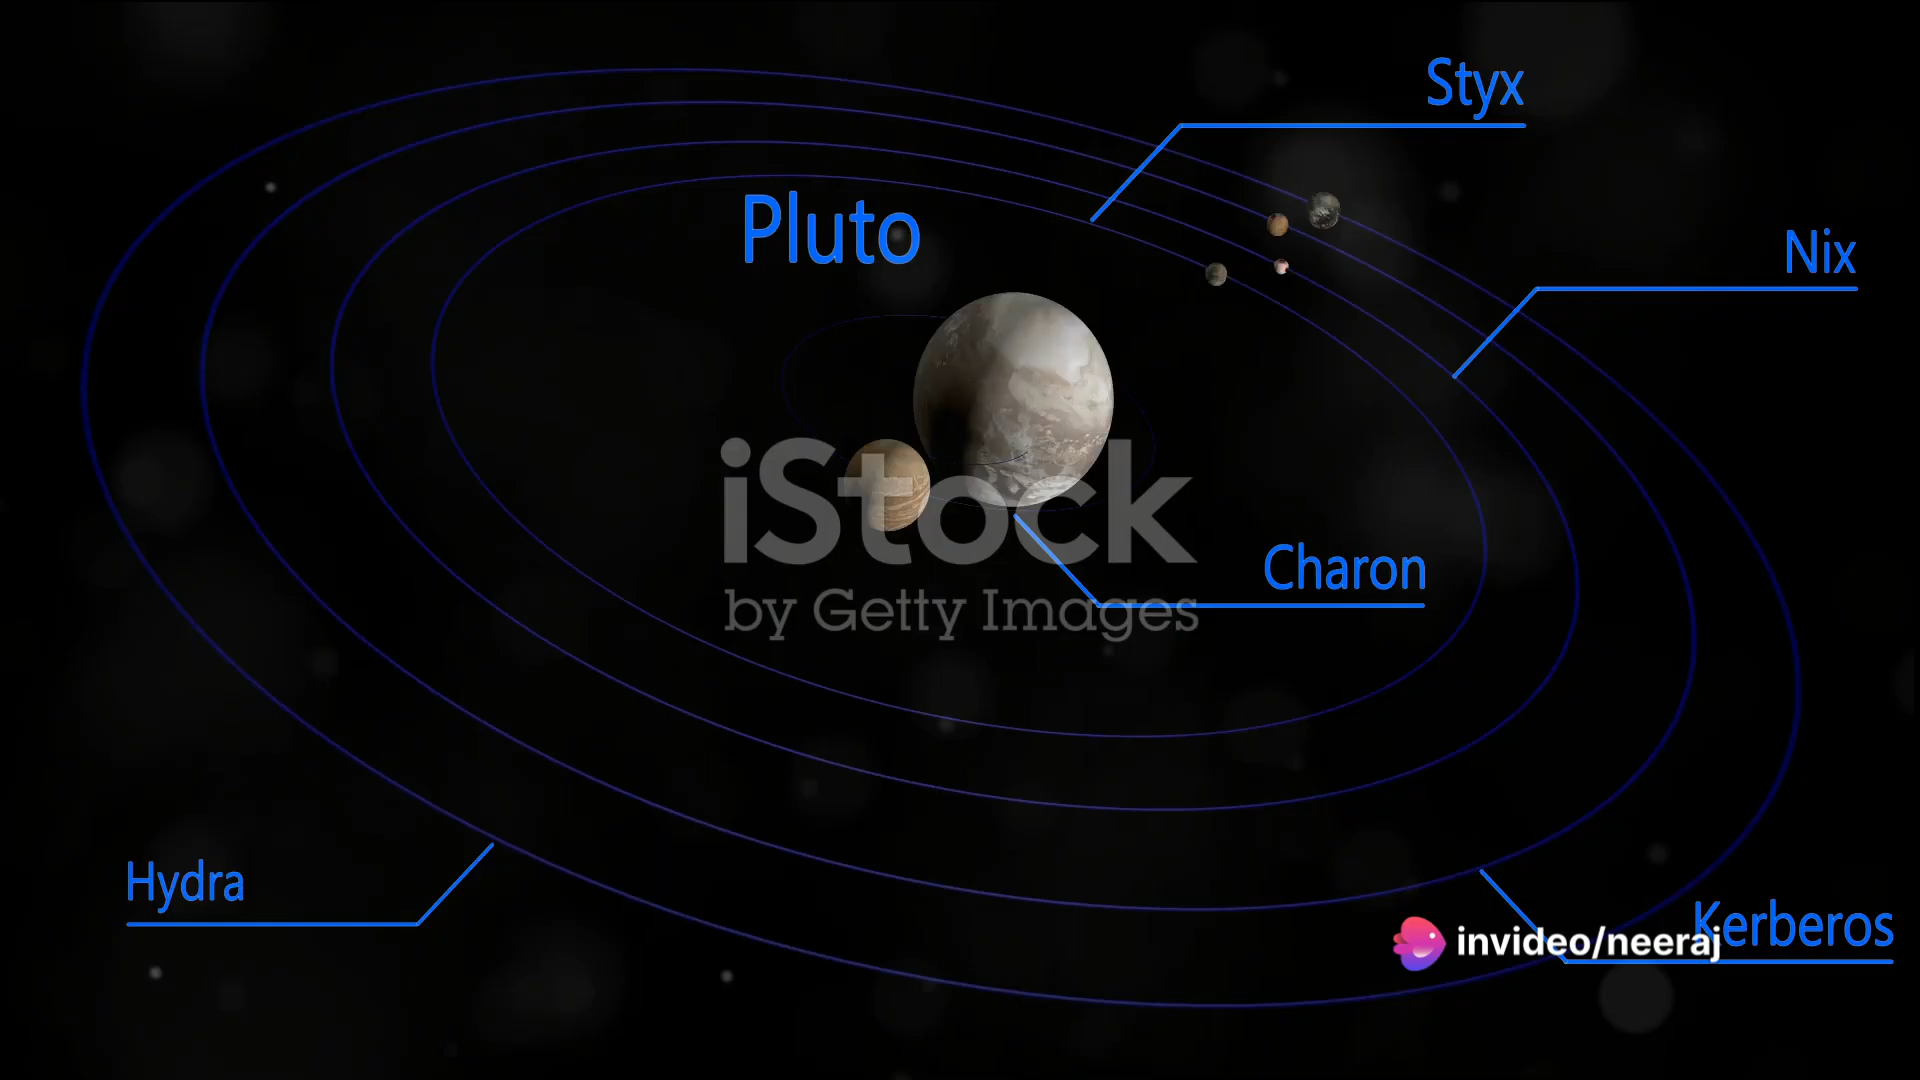 Styx
Pluto
Nix
iStock
Charon
by Getty Images
Hydra
Kerberos
invideo/neeraj